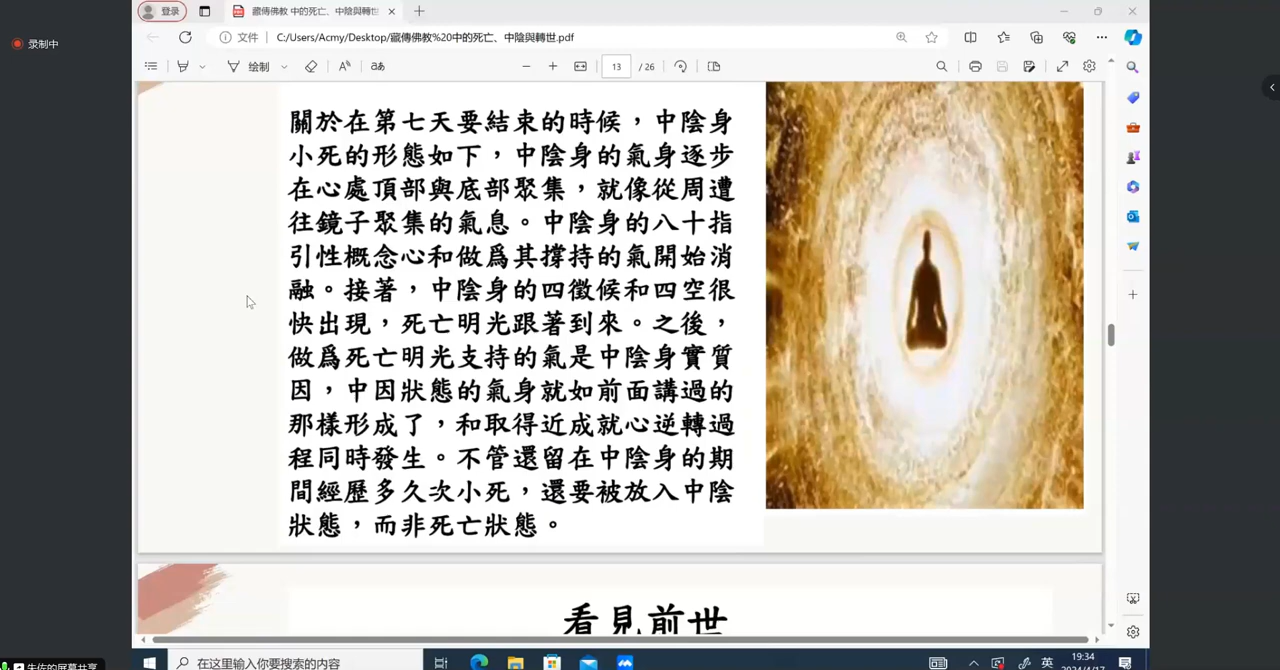 登录
藏傳佛教 中的死亡、中陰與轉世
录制中
文件
C:/Users/Acmy/Desktop/藏傳佛教%20中的死亡、中陰與轉世.pdf
绘制
13
/ 26
關於在第七天要結束的時候，中陰身
小死的形態如下，中陰身的氣身逐步
在心處頂部與底部聚集，就像從周遭
往鏡子聚集的氣息。中陰身的八十指
引性概念心和做爲其撐持的氣開始消
融。接著，中陰身的四徵候和四空很
快出現，死亡明光跟著到來。之後，
做爲死亡明光支持的氣是中陰身實質
因，中因狀態的氣身就如前面講過的
那樣形成了，和取得近成就心逆轉過
程同時發生。不管還留在中陰身的期
間經歷多久次小死，還要被放入中陰
狀態，而非死亡狀態。
看見前世
在这里输入你要搜索的内容
英
19:34
2024/4/17
朱佐的屏幕共享